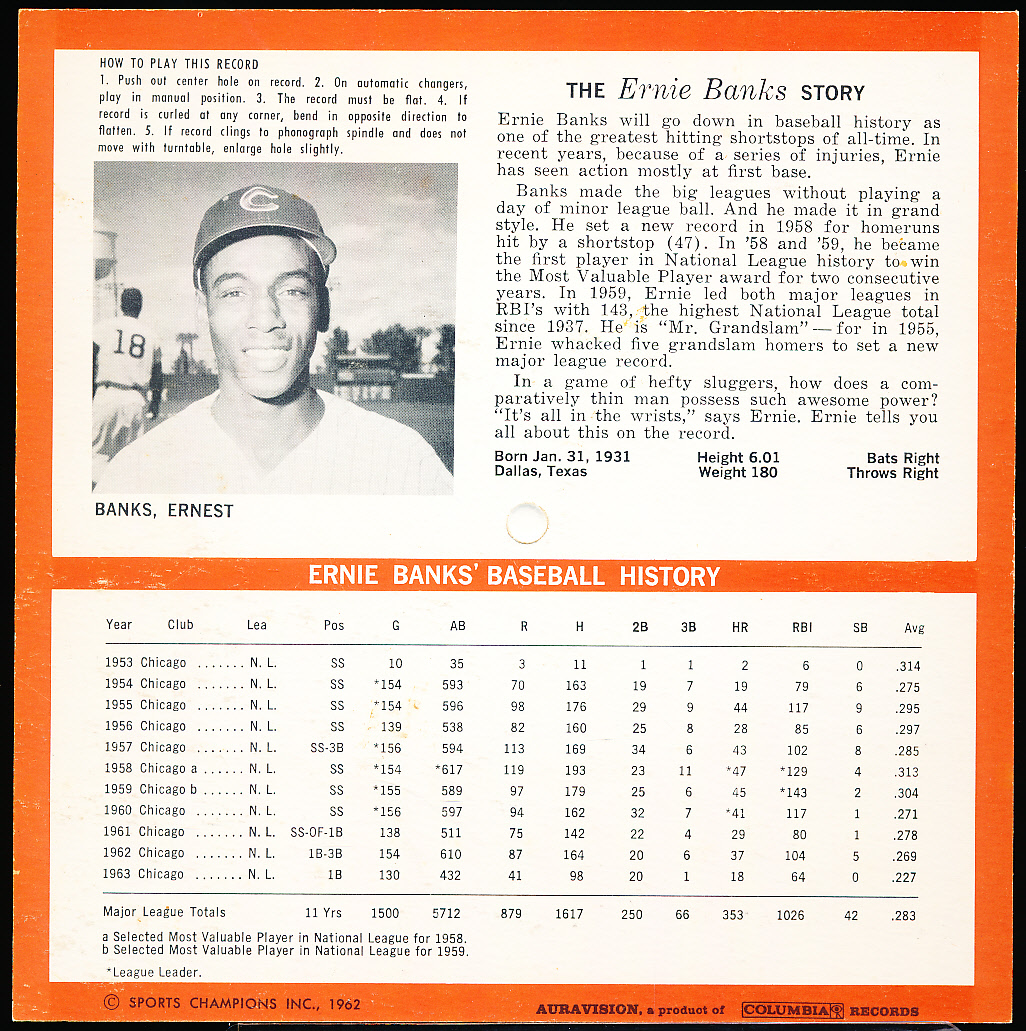 HOW TO PLAY THIS RECORD
1. Push out center hole on record. 2. On automatic changers,
play in manual position. 3. The record must be flat. 4. If
record is curled at any corner, bend in opposite direction to
flatten. 5. If record clings to phonograph spindle and does not
move with turntable, enlarge hole slightly.
C
18
BANKS, ERNEST
THE Ernie Banks STORY
Ernie Banks will go down in baseball history as
one of the greatest hitting shortstops of all-time. In
recent years, because of a series of injuries, Ernie
has seen action mostly at first base.
Banks made the big leagues without playing a
day of minor league ball. And he made it in grand
style. He set a new record in 1958 for homeruns
hit by a shortstop (47). In '58 and '59, he became
the first player in National League history to win
the Most Valuable Player award for two consecutive
years. In 1959, Ernie led both major leagues in
RBI's with 143, the highest National League total
since 1937. He is “Mr. Grandslam” — for in 1955,
Ernie whacked five grandslam homers to set a new
major league record.
In a game of hefty sluggers, how does a com-
paratively thin man possess such awesome power?
“It's all in the wrists,” says Ernie. Ernie tells you
all about this on the record.
Born Jan. 31, 1931 Height 6.01 Bats Right
Dallas, Texas Weight 180 Throws Right
ERNIE BANKS' BASEBALL HISTORY
Year Club Lea Pos G AB R H 2B 3B HR RBI SB Avg
1953 Chicago ....... N. L. SS 10 35 3 11 1 1 2 6 0 .314
1954 Chicago ....... N. L. SS *154 593 70 163 19 7 19 79 6 .275
1955 Chicago ....... N. L. SS *154 596 98 176 29 9 44 117 9 .295
1956 Chicago ....... N. L. SS 139 538 82 160 25 8 28 85 6 .297
1957 Chicago ....... N. L. SS-3B *156 594 113 169 34 6 43 102 8 .285
1958 Chicago a ...... N. L. SS *154 *617 119 193 23 11 *47 *129 4 .313
1959 Chicago b ...... N. L. SS *155 589 97 179 25 6 45 *143 2 .304
1960 Chicago ....... N. L. SS *156 597 94 162 32 7 *41 117 1 .271
1961 Chicago ....... N. L. SS-OF-1B 138 511 75 142 22 4 29 80 1 .278
1962 Chicago ....... N. L. 1B-3B 154 610 87 164 20 6 37 104 5 .269
1963 Chicago ....... N. L. 1B 130 432 41 98 20 1 18 64 0 .227
Major League Totals 11 Yrs 1500 5712 879 1617 250 66 353 1026 42 .283
a Selected Most Valuable Player in National League for 1958.
b Selected Most Valuable Player in National League for 1959.
*League Leader.
© SPORTS CHAMPIONS INC., 1962
AURAVISION, a product of COLUMBIA RECORDS